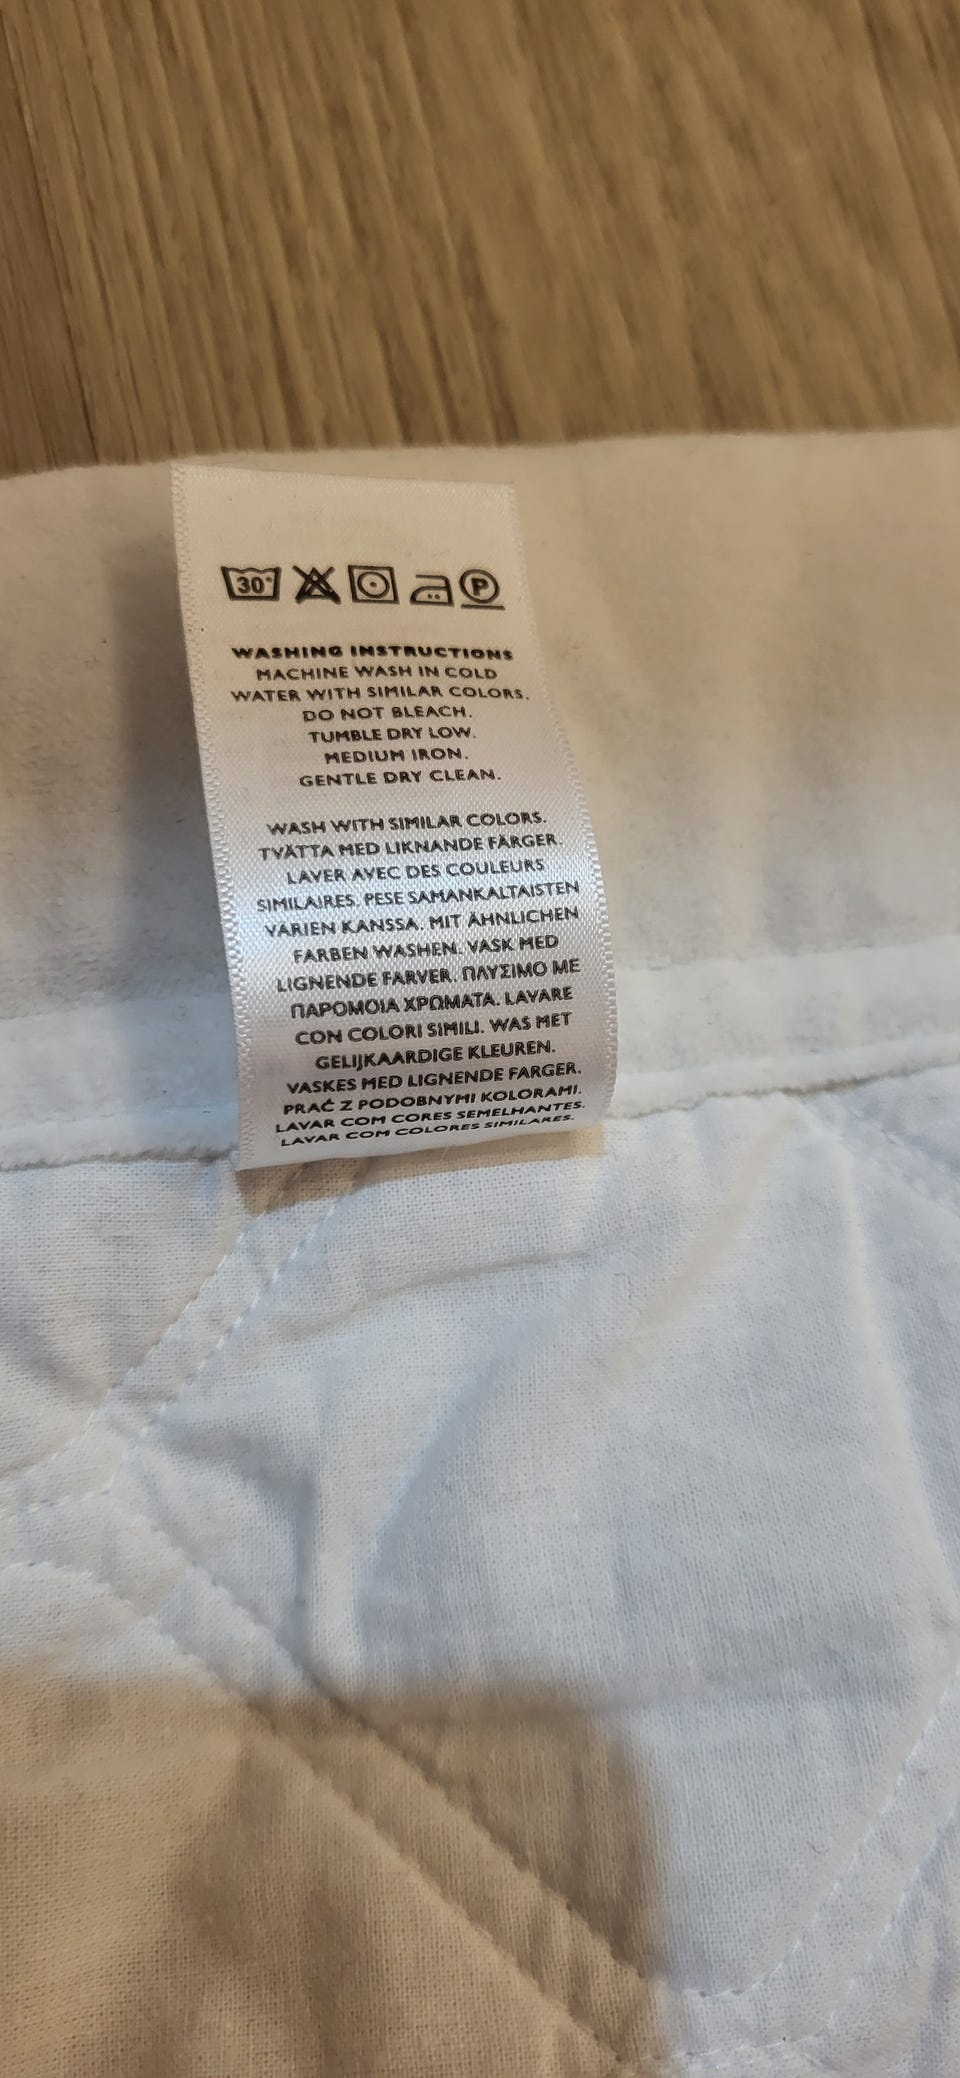 30° P
WASHING INSTRUCTIONS
MACHINE WASH IN COLD
WATER WITH SIMILAR COLORS.
DO NOT BLEACH.
TUMBLE DRY LOW.
MEDIUM IRON.
GENTLE DRY CLEAN.
WASH WITH SIMILAR COLORS.
TVÄTTA MED LIKNANDE FÄRGER.
LAVER AVEC DES COULEURS
SIMILAIRES. PESE SAMANKALTAISTEN
VÄRIEN KANSSA. MIT ÄHNLICHEN
FARBEN WASHEN. VASK MED
LIGNENDE FARVER. ΠΛΥΣΙΜΟ ΜΕ
ΠΑΡΟΜΟΙΑ ΧΡΩΜΑΤΑ. LAVARE
CON COLORI SIMILI. WAS MET
GELIJKAARDIGE KLEUREN.
VASKES MED LIGNENDE FARGER.
PRAĆ Z PODOBNYMI KOLORAMI.
LAVAR COM CORES SEMELHANTES.
LAVAR COM COLORES SIMILARES.